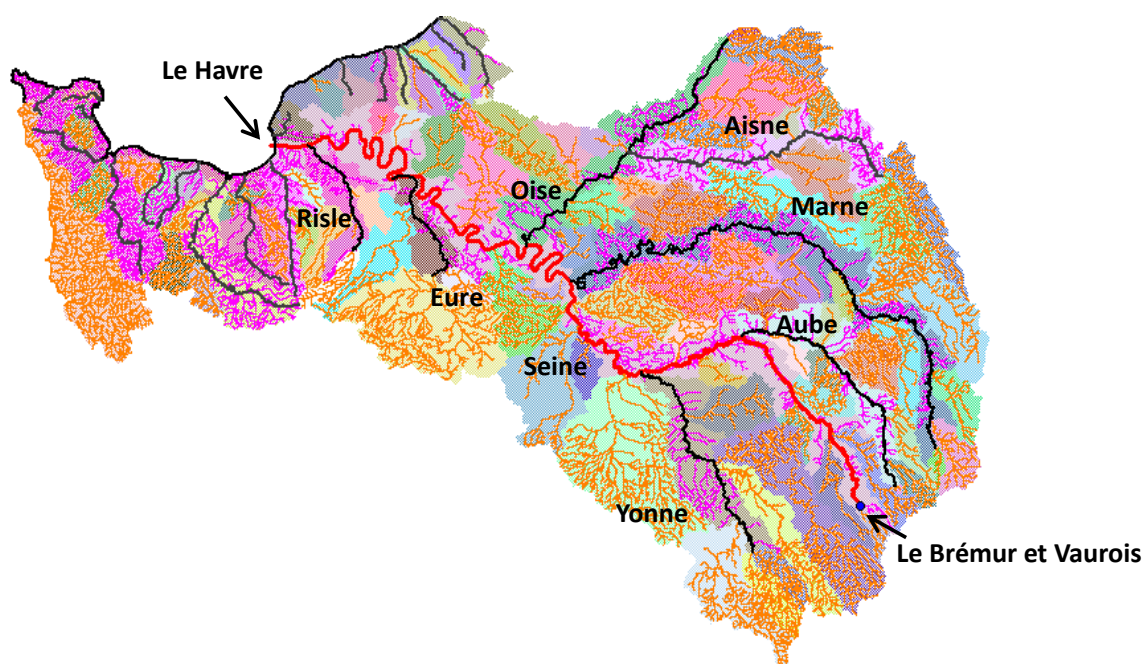 Le Havre
Aisne
Oise
Marne
Risle
Eure
Aube
Seine
Yonne
Le Brémur et Vaurois